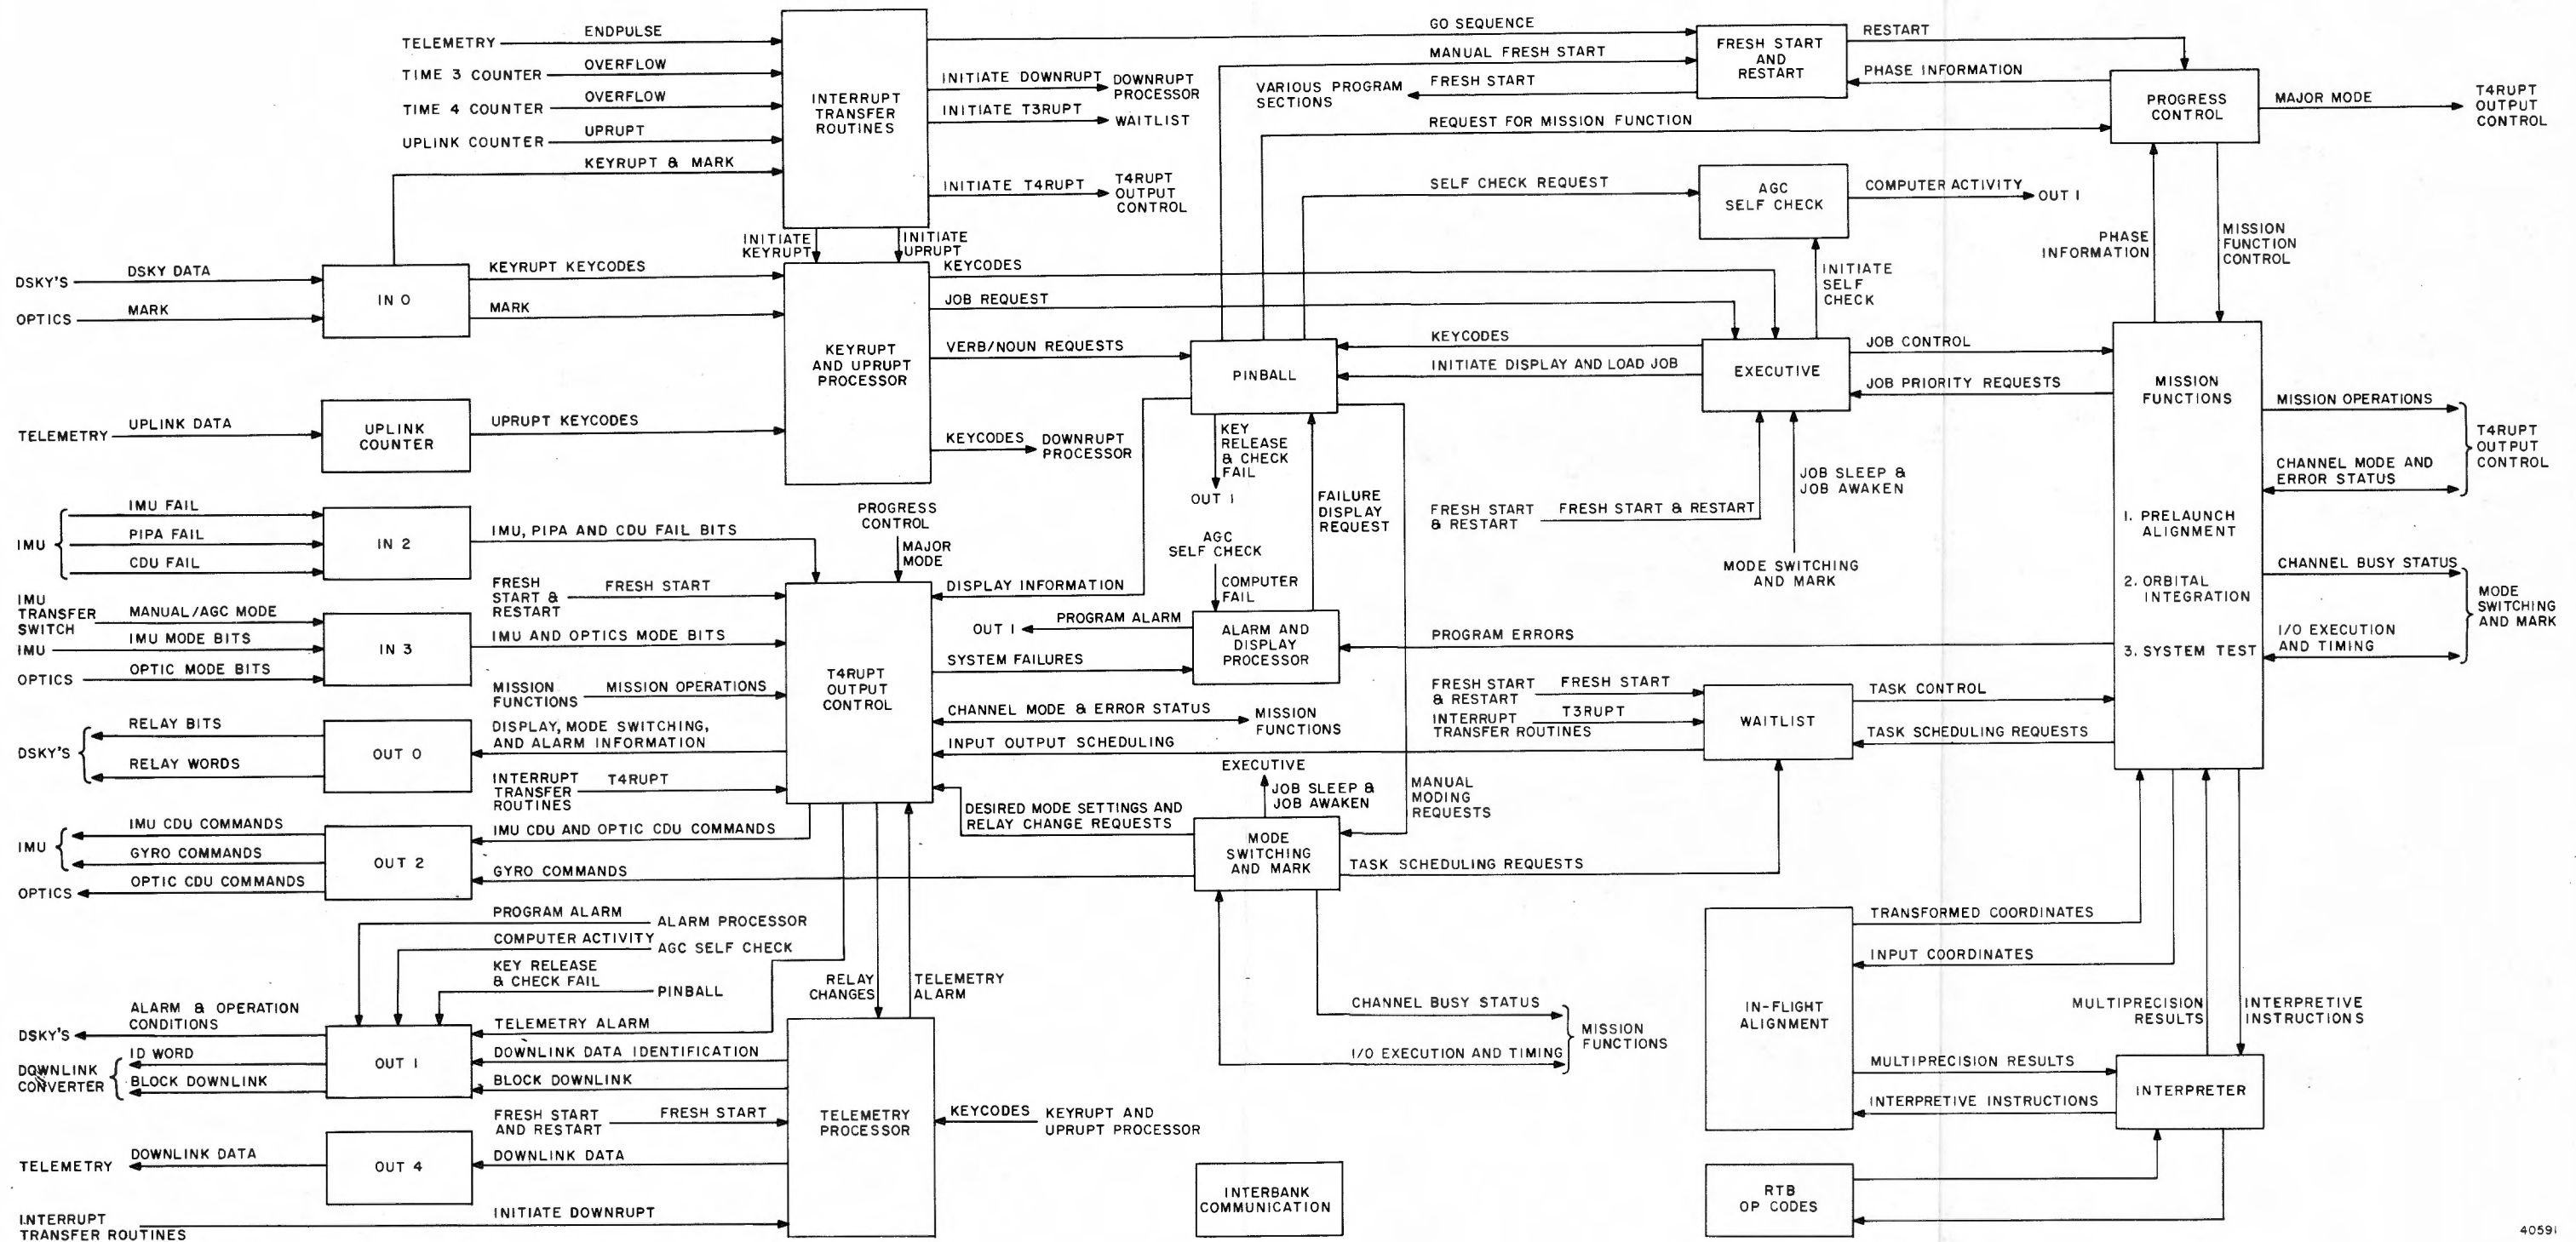 TELEMETRY
ENDPULSE
TIME 3 COUNTER
OVERFLOW
TIME 4 COUNTER
OVERFLOW
UPLINK COUNTER
UPRUPT
KEYRUPT & MARK
INTERRUPT
TRANSFER
ROUTINES
INITIATE DOWNRUPT
DOWNRUPT
PROCESSOR
INITIATE T3RUPT
WAITLIST
INITIATE T4RUPT
T4RUPT
OUTPUT
CONTROL
GO SEQUENCE
MANUAL FRESH START
VARIOUS PROGRAM
SECTIONS
FRESH START
REQUEST FOR MISSION FUNCTION
FRESH START
AND
RESTART
RESTART
PHASE INFORMATION
PROGRESS
CONTROL
MAJOR MODE
T4RUPT
OUTPUT
CONTROL
SELF CHECK REQUEST
AGC
SELF CHECK
COMPUTER ACTIVITY
OUT 1
PHASE
INFORMATION
MISSION
FUNCTION
CONTROL
INITIATE
SELF
CHECK
INITIATE
KEYRUPT
INITIATE
UPRUPT
DSKY'S
DSKY DATA
OPTICS
MARK
IN 0
KEYRUPT KEYCODES
MARK
KEYRUPT
AND UPRUPT
PROCESSOR
KEYCODES
JOB REQUEST
VERB/NOUN REQUESTS
PINBALL
KEYCODES
INITIATE DISPLAY AND LOAD JOB
EXECUTIVE
JOB CONTROL
JOB PRIORITY REQUESTS
MISSION
FUNCTIONS
1. PRELAUNCH
ALIGNMENT
2. ORBITAL
INTEGRATION
3. SYSTEM TEST
MISSION OPERATIONS
CHANNEL MODE AND
ERROR STATUS
T4RUPT
OUTPUT
CONTROL
CHANNEL BUSY STATUS
I/O EXECUTION
AND TIMING
MODE
SWITCHING
AND MARK
TELEMETRY
UPLINK DATA
UPLINK
COUNTER
UPRUPT KEYCODES
KEYCODES
DOWNRUPT
PROCESSOR
KEY
RELEASE
& CHECK
FAIL
OUT 1
FAILURE
DISPLAY
REQUEST
FRESH START
& RESTART
FRESH START & RESTART
JOB SLEEP &
JOB AWAKEN
MODE SWITCHING
AND MARK
IMU
IMU FAIL
PIPA FAIL
CDU FAIL
IN 2
IMU, PIPA AND CDU FAIL BITS
PROGRESS
CONTROL
MAJOR
MODE
AGC
SELF CHECK
COMPUTER
FAIL
FRESH
START &
RESTART
FRESH START
DISPLAY INFORMATION
IMU
TRANSFER
SWITCH
MANUAL/AGC MODE
IMU
IMU MODE BITS
OPTICS
OPTIC MODE BITS
IN 3
IMU AND OPTICS MODE BITS
T4RUPT
OUTPUT
CONTROL
OUT 1
PROGRAM ALARM
ALARM AND
DISPLAY
PROCESSOR
SYSTEM FAILURES
PROGRAM ERRORS
MISSION
FUNCTIONS
MISSION OPERATIONS
CHANNEL MODE & ERROR STATUS
MISSION
FUNCTIONS
FRESH START
& RESTART
FRESH START
INTERRUPT
TRANSFER ROUTINES
T3RUPT
WAITLIST
TASK CONTROL
TASK SCHEDULING REQUESTS
DSKY'S
RELAY BITS
RELAY WORDS
OUT 0
DISPLAY, MODE SWITCHING,
AND ALARM INFORMATION
INPUT OUTPUT SCHEDULING
INTERRUPT
TRANSFER
ROUTINES
T4RUPT
EXECUTIVE
JOB SLEEP &
JOB AWAKEN
MANUAL
MODING
REQUESTS
DESIRED MODE SETTINGS AND
RELAY CHANGE REQUESTS
IMU
IMU CDU COMMANDS
GYRO COMMANDS
OPTICS
OPTIC CDU COMMANDS
OUT 2
IMU CDU AND OPTIC CDU COMMANDS
GYRO COMMANDS
MODE
SWITCHING
AND MARK
TASK SCHEDULING REQUESTS
PROGRAM ALARM
ALARM PROCESSOR
COMPUTER ACTIVITY
AGC SELF CHECK
KEY RELEASE
& CHECK FAIL
PINBALL
RELAY
CHANGES
TELEMETRY
ALARM
DSKY'S
ALARM & OPERATION
CONDITIONS
DOWNLINK
CONVERTER
ID WORD
BLOCK DOWNLINK
OUT 1
TELEMETRY ALARM
DOWNLINK DATA IDENTIFICATION
BLOCK DOWNLINK
FRESH START
AND RESTART
FRESH START
TELEMETRY
PROCESSOR
KEYCODES
KEYRUPT AND
UPRUPT PROCESSOR
TELEMETRY
DOWNLINK DATA
OUT 4
DOWNLINK DATA
INTERRUPT
TRANSFER ROUTINES
INITIATE DOWNRUPT
CHANNEL BUSY STATUS
I/O EXECUTION AND TIMING
MISSION
FUNCTIONS
INTERBANK
COMMUNICATION
IN-FLIGHT
ALIGNMENT
TRANSFORMED COORDINATES
INPUT COORDINATES
MULTIPRECISION
RESULTS
INTERPRETIVE
INSTRUCTIONS
MULTIPRECISION RESULTS
INTERPRETIVE INSTRUCTIONS
INTERPRETER
RTB
OP CODES
40591